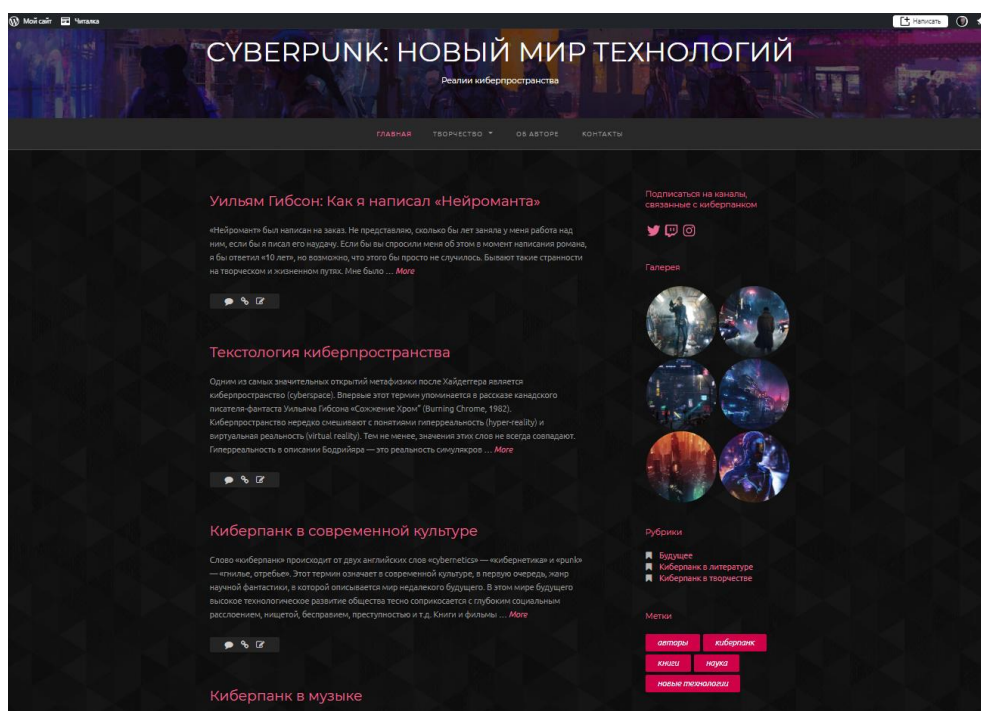 Мой сайт Читалка Написать
CYBERPUNK: НОВЫЙ МИР ТЕХНОЛОГИЙ
Реалии киберпространства
ГЛАВНАЯ ТВОРЧЕСТВО ОБ АВТОРЕ КОНТАКТЫ
Уильям Гибсон: Как я написал «Нейроманта»
«Нейромант» был написан на заказ. Не представляю, сколько бы лет заняла у меня работа над
ним, если бы я писал его наудачу. Если бы вы спросили меня об этом в момент написания романа,
я бы ответил «10 лет», но возможно, что этого бы просто не случилось. Бывают такие странности
на творческом и жизненном путях. Мне было … More
Текстология киберпространства
Одним из самых значительных открытий метафизики после Хайдеггера является
киберпространство (cyberspace). Впервые этот термин упоминается в рассказе канадского
писателя-фантаста Уильяма Гибсона «Сожжение Хром" (Burning Chrome, 1982).
Киберпространство нередко смешивают с понятиями гиперреальность (hyper-reality) и
виртуальная реальность (virtual reality). Тем не менее, значения этих слов не всегда совпадают.
Гиперреальность в описании Бодрийяра — это реальность симулякров … More
Киберпанк в современной культуре
Слово «киберпанк» происходит от двух английских слов «cybernetics» — «кибернетика» и «punk»
— «гнилье, отребье». Этот термин означает в современной культуре, в первую очередь, жанр
научной фантастики, в которой описывается мир недалекого будущего. В этом мире будущего
высокое технологическое развитие общества тесно соприкосается с глубоким социальным
расслоением, нищетой, бесправием, преступностью и т.д. Книги и фильмы … More
Киберпанк в музыке
Подписаться на каналы,
связанные с киберпанком
Галерея
Рубрики
Будущее
Киберпанк в литературе
Киберпанк в творчестве
Метки
авторы киберпанк
книги наука
новые технологии